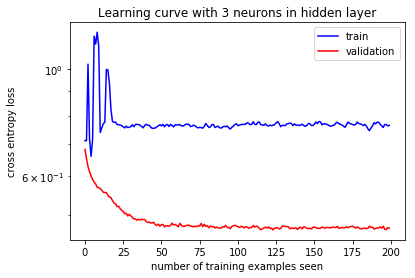 Learning curve with 3 neurons in hidden layer
train
validation
10⁰
6 × 10⁻¹
cross entropy loss
0 25 50 75 100 125 150 175 200
number of training examples seen